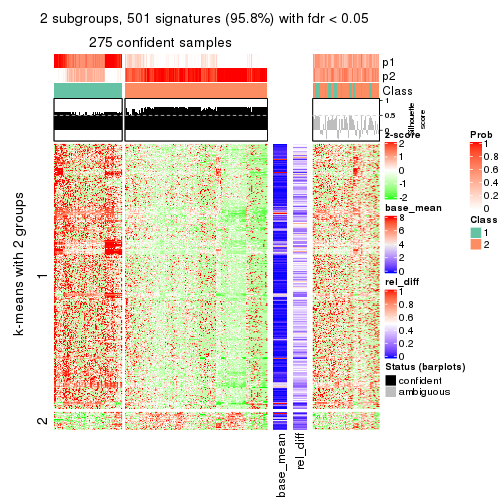 2 subgroups, 501 signatures (95.8%) with fdr < 0.05
275 confident samples
p1
p2
Class
1
0.5
0
Silhouette
score
k-means with 2 groups
1
2
base_mean
rel_diff
z-score
2
1
0
-1
-2
base_mean
8
6
4
2
0
rel_diff
1
0.8
0.6
0.4
0.2
0
Status (barplots)
confident
ambiguous
Prob
1
0.8
0.6
0.4
0.2
0
Class
1
2